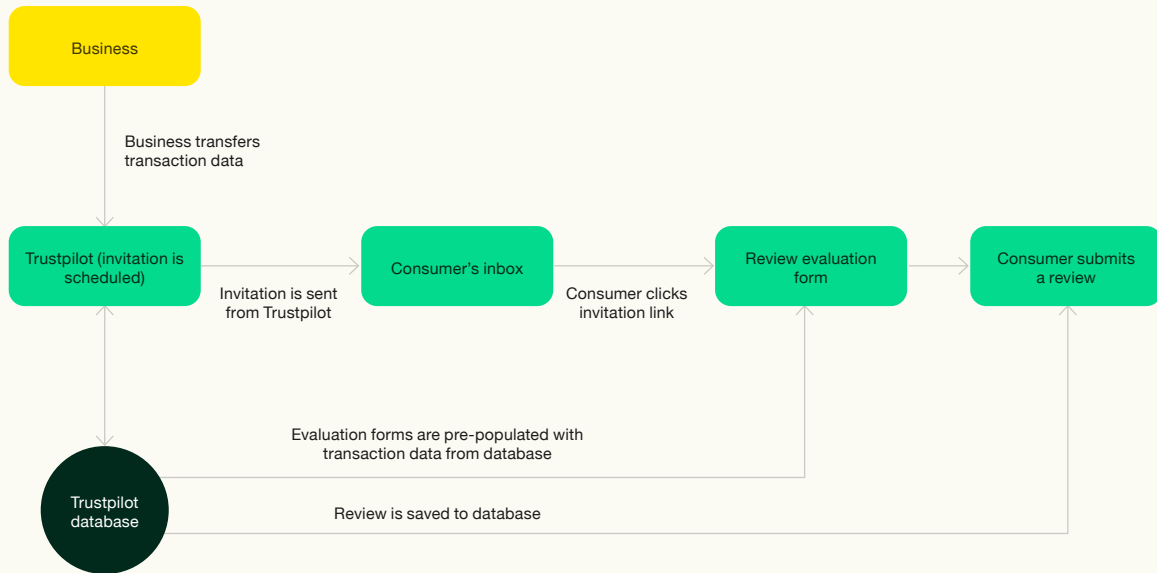 Business
Business transfers
transaction data
Trustpilot (invitation is
scheduled)
Invitation is sent
from Trustpilot
Consumer’s inbox
Consumer clicks
invitation link
Review evaluation
form
Consumer submits
a review
Evaluation forms are pre-populated with
transaction data from database
Trustpilot
database
Review is saved to database